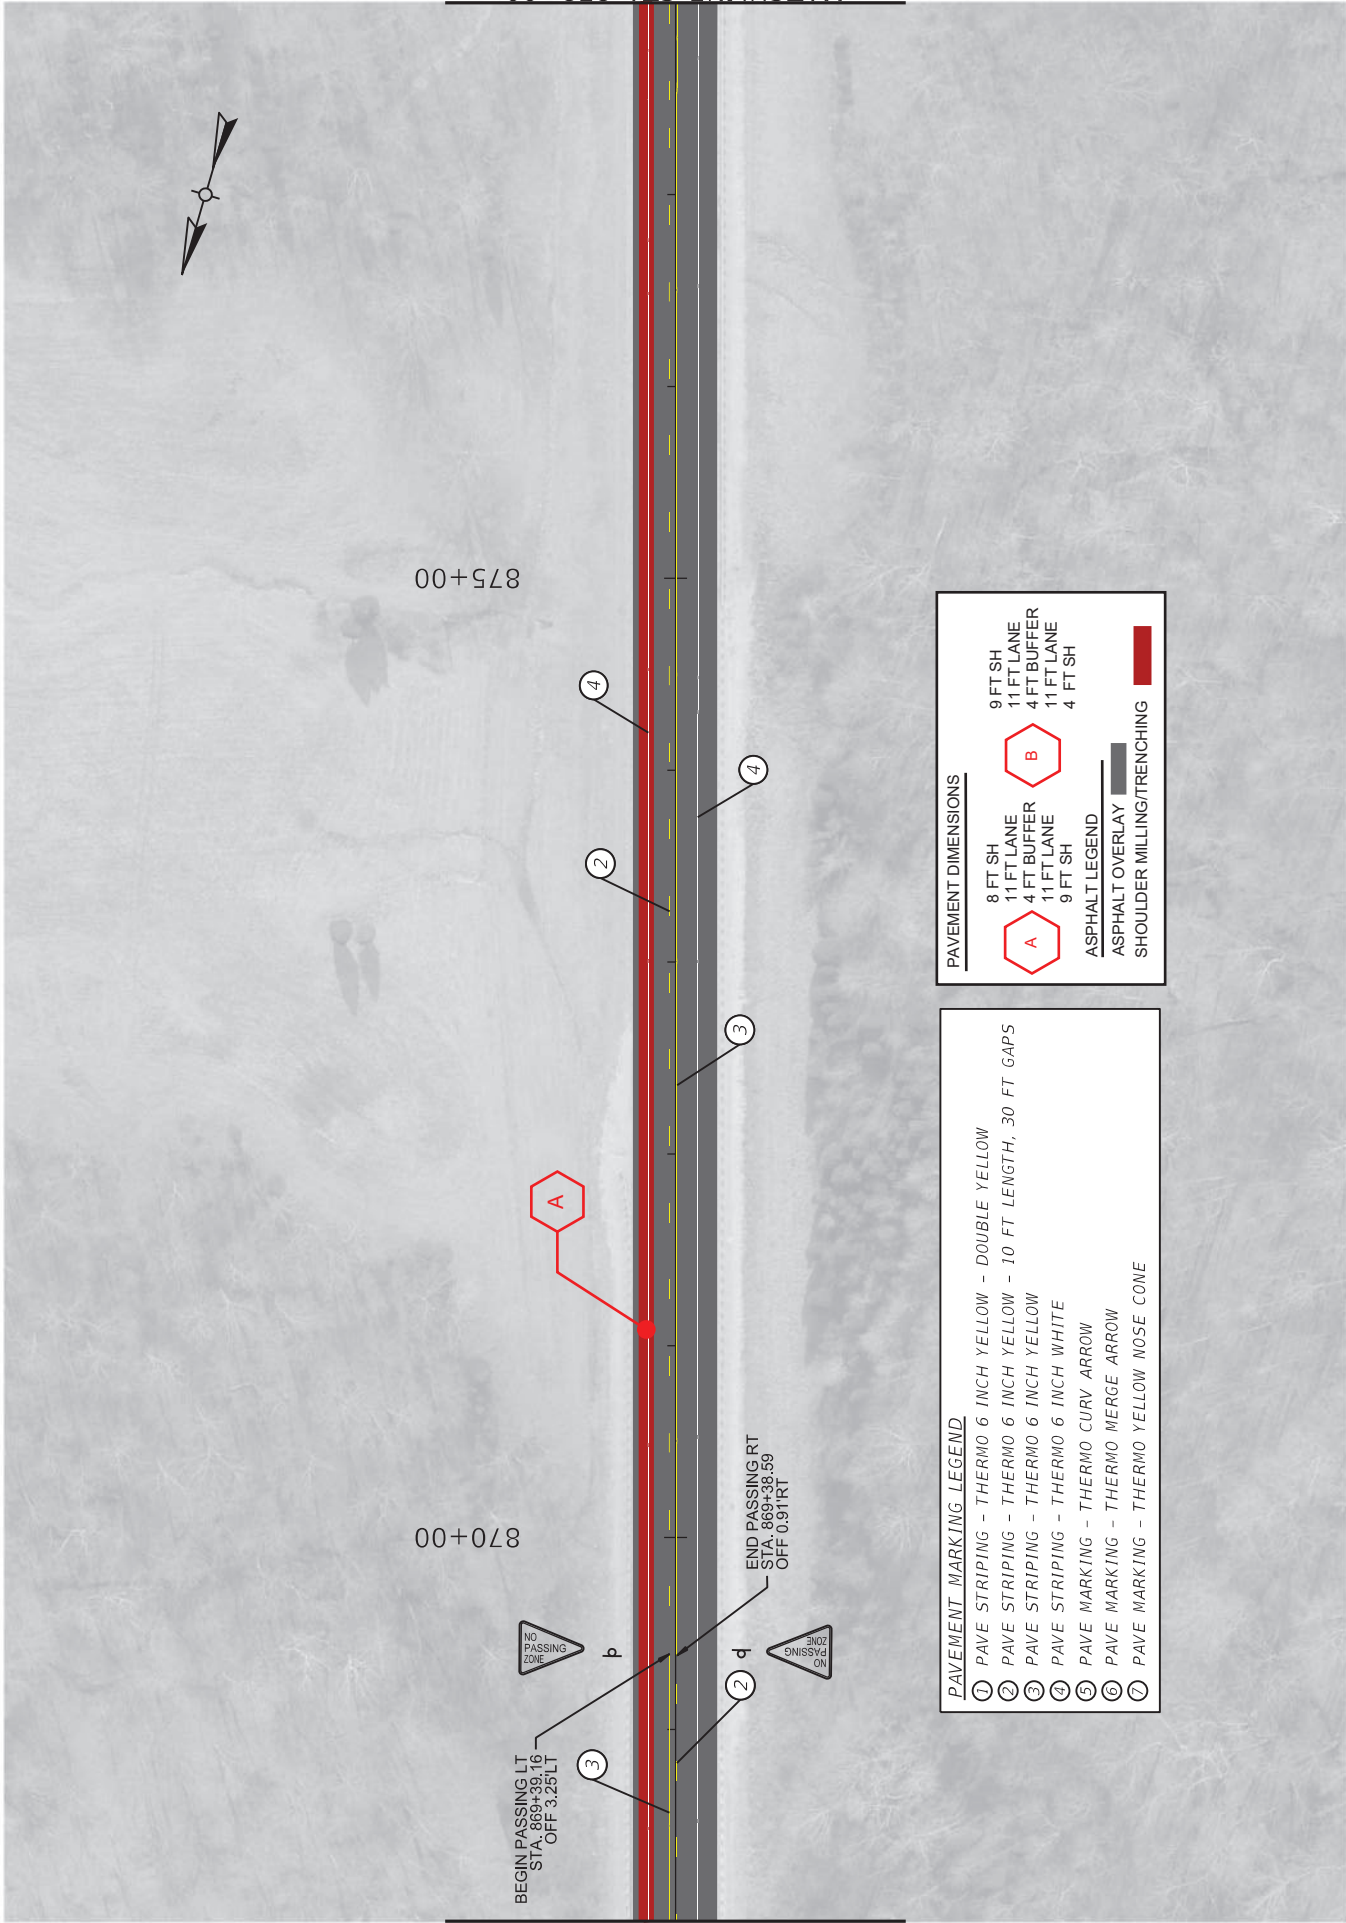 875+00
870+00
4
2
4
3
A
BEGIN PASSING LT
STA. 869+39.16
OFF 3.25'LT
END PASSING RT
STA. 869+38.59
OFF 0.91'RT
NO
PASSING
ZONE
NO
PASSING
ZONE
3
2
PAVEMENT MARKING LEGEND
1 PAVE STRIPING - THERMO 6 INCH YELLOW - DOUBLE YELLOW
2 PAVE STRIPING - THERMO 6 INCH YELLOW - 10 FT LENGTH, 30 FT GAPS
3 PAVE STRIPING - THERMO 6 INCH YELLOW
4 PAVE STRIPING - THERMO 6 INCH WHITE
5 PAVE MARKING - THERMO CURV ARROW
6 PAVE MARKING - THERMO MERGE ARROW
7 PAVE MARKING - THERMO YELLOW NOSE CONE
PAVEMENT DIMENSIONS
A
8 FT SH
11 FT LANE
4 FT BUFFER
11 FT LANE
9 FT SH
B
9 FT SH
11 FT LANE
4 FT BUFFER
11 FT LANE
4 FT SH
ASPHALT LEGEND
ASPHALT OVERLAY
SHOULDER MILLING/TRENCHING